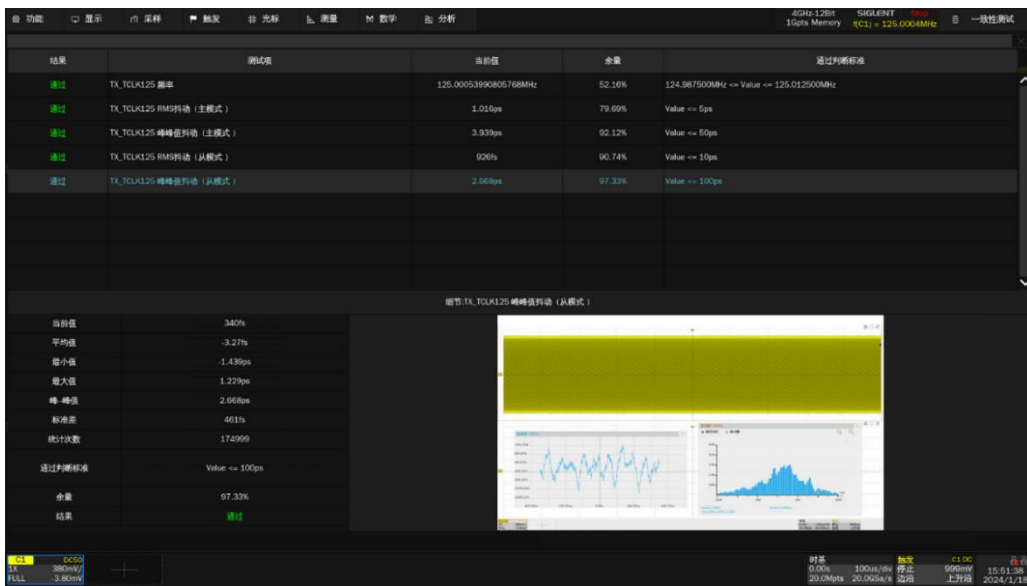 功能 显示 采样 触发 光标 测量 M 数学 分析 4GHz-12Bit 1Gpts Memory SIGLENT Stop f(C1) = 125.0004MHz 一致性测试
结果 测试项 当前值 余量 通过判断标准
通过 TX_TCLK125 频率 125.00053990805768MHz 52.16% 124.987500MHz <= Value <= 125.012500MHz
通过 TX_TCLK125 RMS抖动（主模式） 1.016ps 79.69% Value <= 5ps
通过 TX_TCLK125 峰峰值抖动（主模式） 3.939ps 92.12% Value <= 50ps
通过 TX_TCLK125 RMS抖动（从模式） 926fs 90.74% Value <= 10ps
通过 TX_TCLK125 峰峰值抖动（从模式） 2.668ps 97.33% Value <= 100ps
细节:TX_TCLK125 峰峰值抖动（从模式）
当前值 340fs
平均值 -3.27fs
最小值 -1.439ps
最大值 1.229ps
峰-峰值 2.668ps
标准差 461fs
统计次数 174999
通过判断标准 Value <= 100ps
余量 97.33%
结果 通过
C1 DC50
1X 380mV/
FULL -3.80mV
时基
0.00s 100us/div
20.0Mpts 20.0GSa/s
触发 C1 DC
停止 999mV
边沿 上升沿
15:51:38